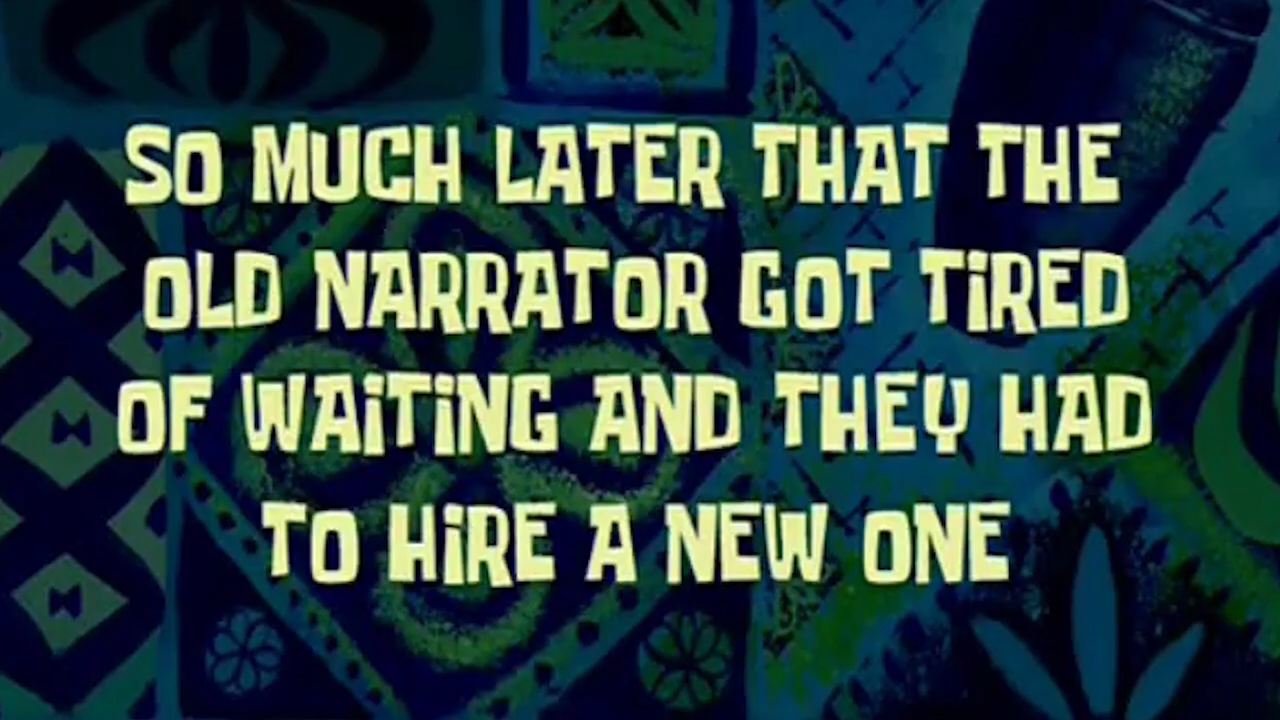 SO MUCH LATER THAT THE
OLD NARRATOR GOT TIRED
OF WAITING AND THEY HAD
TO HIRE A NEW ONE